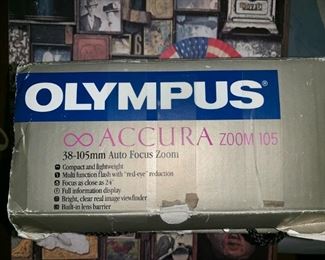 OLYMPUS®
∞ ACCURA ZOOM 105
38-105mm Auto Focus Zoom
Compact and lightweight
Multi function flash with "red-eye" reduction
Focus as close as 24
Full information display
Bright, clear real image viewfinder
Built-in lens barrier